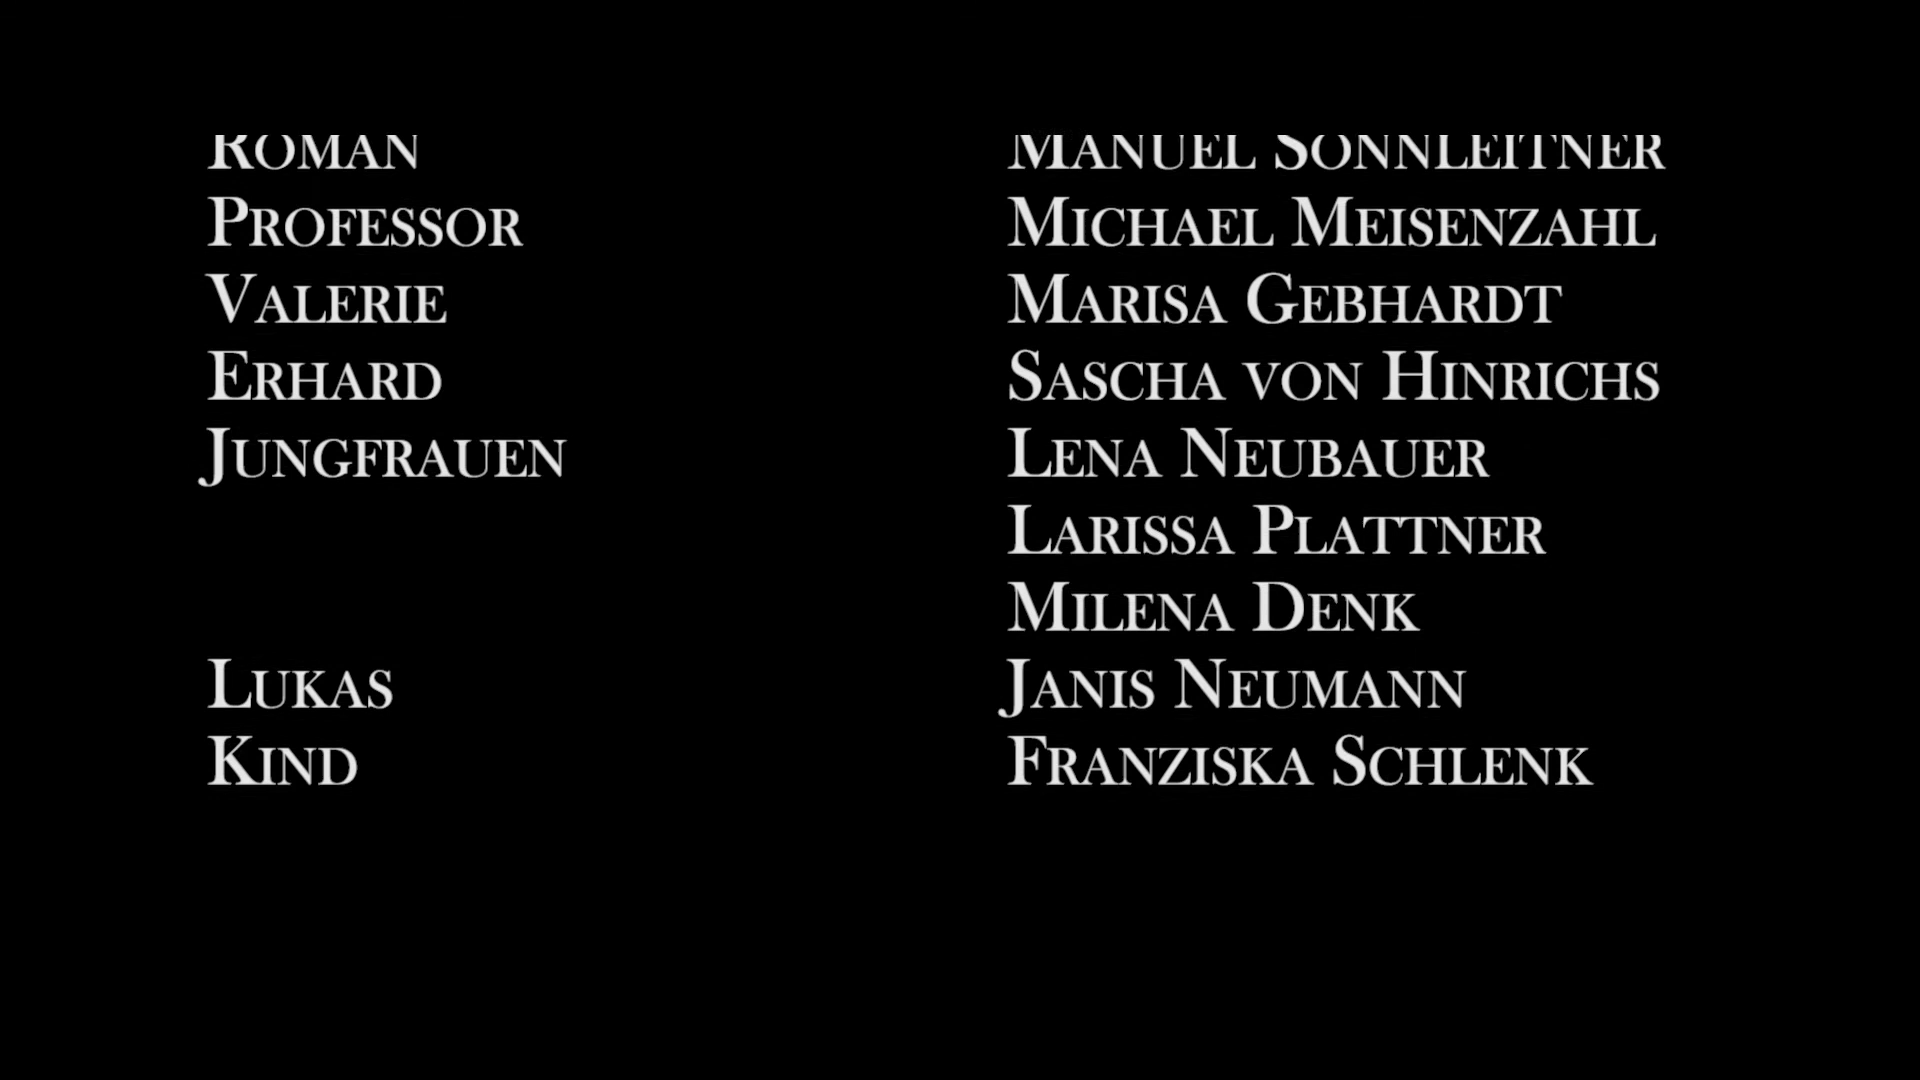 Roman Manuel Sonnleitner
Professor Michael Meisenzahl
Valerie Marisa Gebhardt
Erhard Sascha von Hinrichs
Jungfrauen Lena Neubauer
Larissa Plattner
Milena Denk
Lukas Janis Neumann
Kind Franziska Schlenk